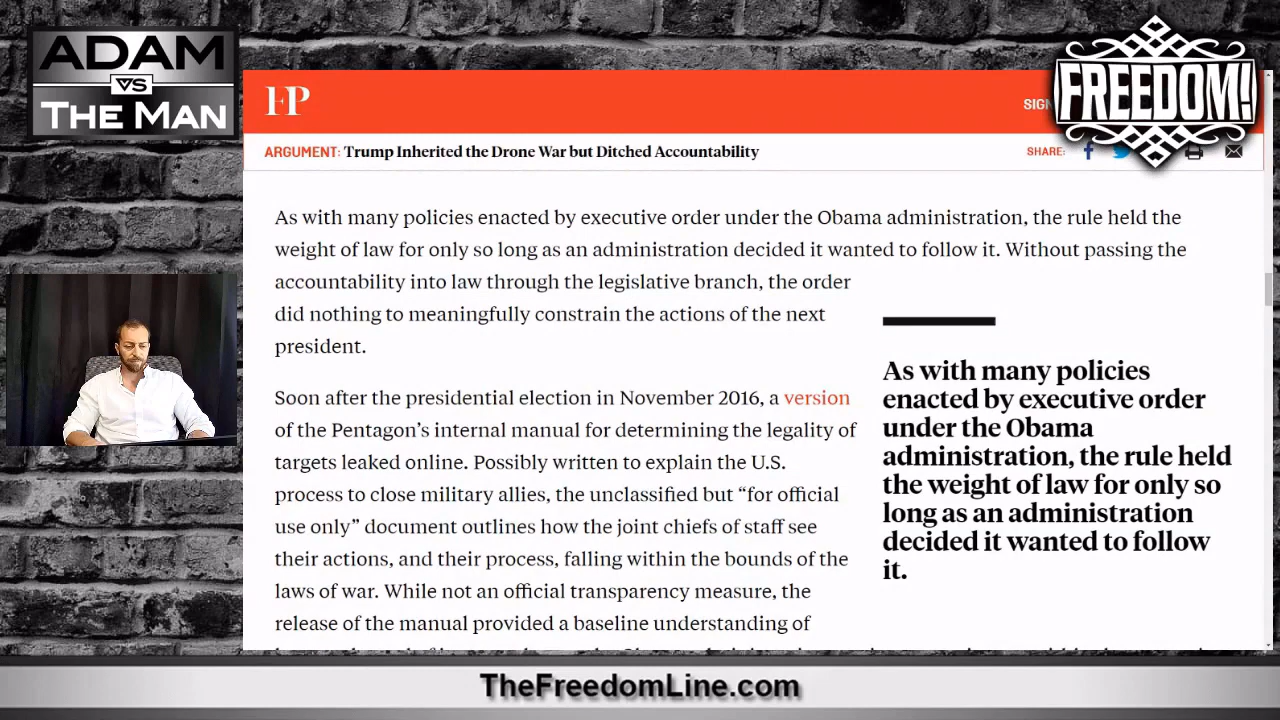 ADAM
VS
THE MAN
FP
SIGN
FREEDOM!
ARGUMENT: Trump Inherited the Drone War but Ditched Accountability
SHARE:
As with many policies enacted by executive order under the Obama administration, the rule held the
weight of law for only so long as an administration decided it wanted to follow it. Without passing the
accountability into law through the legislative branch, the order
did nothing to meaningfully constrain the actions of the next
president.
Soon after the presidential election in November 2016, a version
of the Pentagon's internal manual for determining the legality of
targets leaked online. Possibly written to explain the U.S.
process to close military allies, the unclassified but “for official
use only” document outlines how the joint chiefs of staff see
their actions, and their process, falling within the bounds of the
laws of war. While not an official transparency measure, the
release of the manual provided a baseline understanding of
As with many policies
enacted by executive order
under the Obama
administration, the rule held
the weight of law for only so
long as an administration
decided it wanted to follow
it.
TheFreedomLine.com